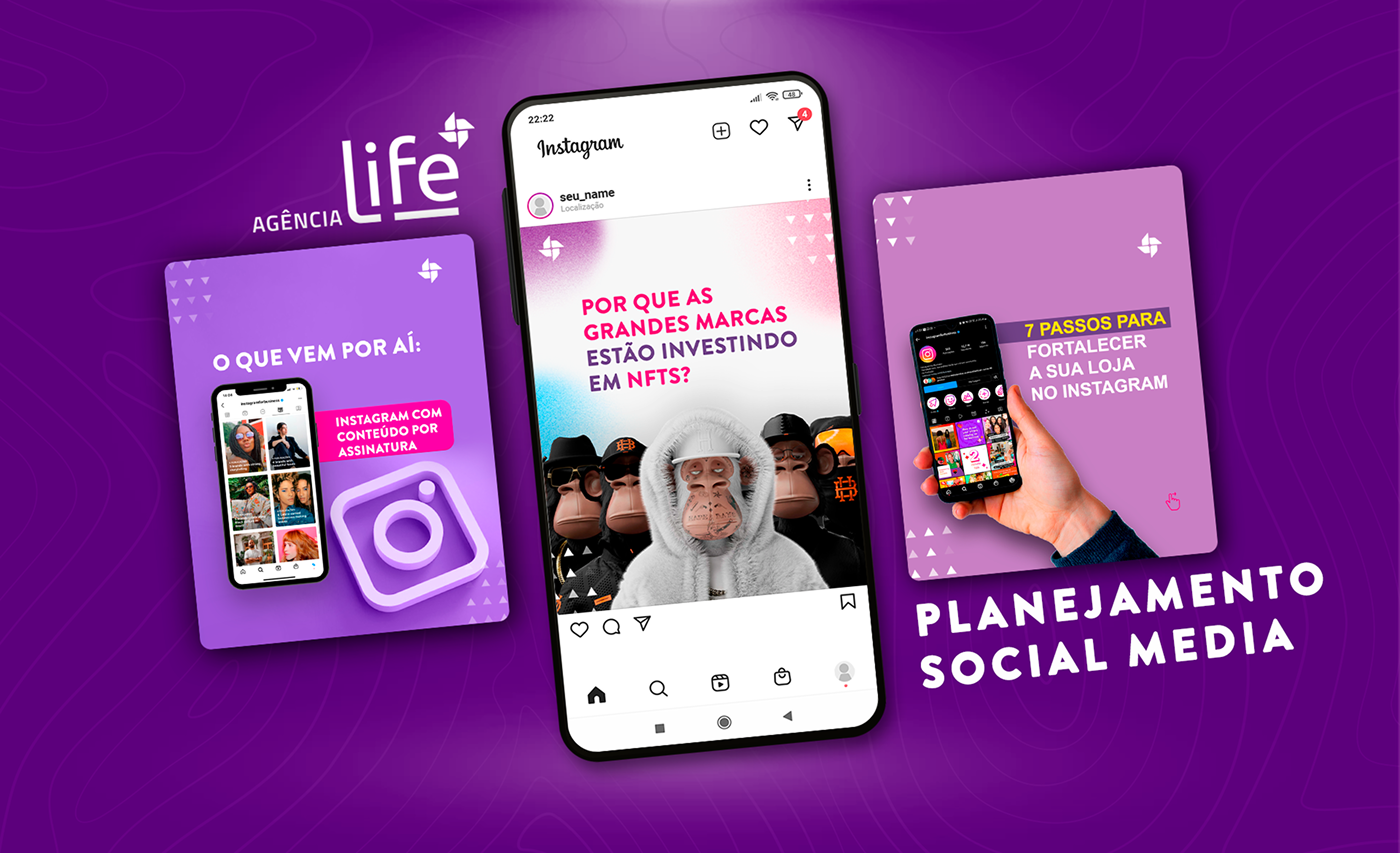 AGÊNCIA life
O QUE VEM POR AÍ:
INSTAGRAM COM
CONTEÚDO POR
ASSINATURA
22:22
48
Instagram
4
seu_name
Localização
POR QUE AS
GRANDES MARCAS
ESTÃO INVESTINDO
EM NFTS?
7 PASSOS PARA
FORTALECER
A SUA LOJA
NO INSTAGRAM
PLANEJAMENTO
SOCIAL MEDIA